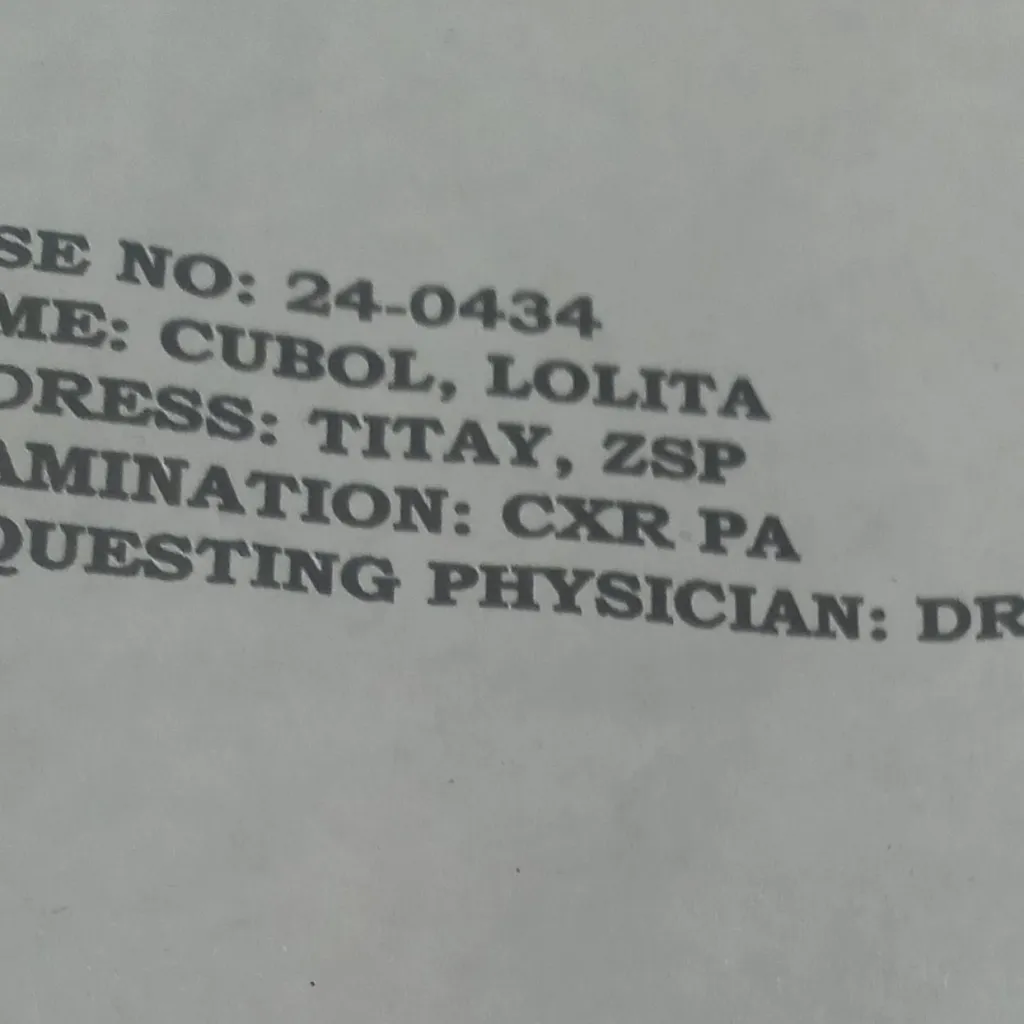 SE NO: 24-0434
ME: CUBOL, LOLITA
DRESS: TITAY, ZSP
AMINATION: CXR PA
QUESTING PHYSICIAN: DR